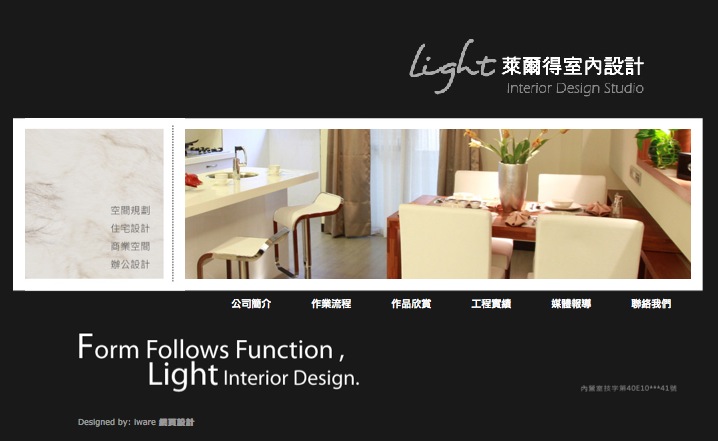 Light 萊爾得室內設計
Interior Design Studio
空間規劃
住宅設計
商業空間
辦公設計
公司簡介 作業流程 作品欣賞 工程實績 媒體報導 聯絡我們
Form Follows Function ,
Light Interior Design.
內營室技字第40E10***41號
Designed by: Iware 網頁設計